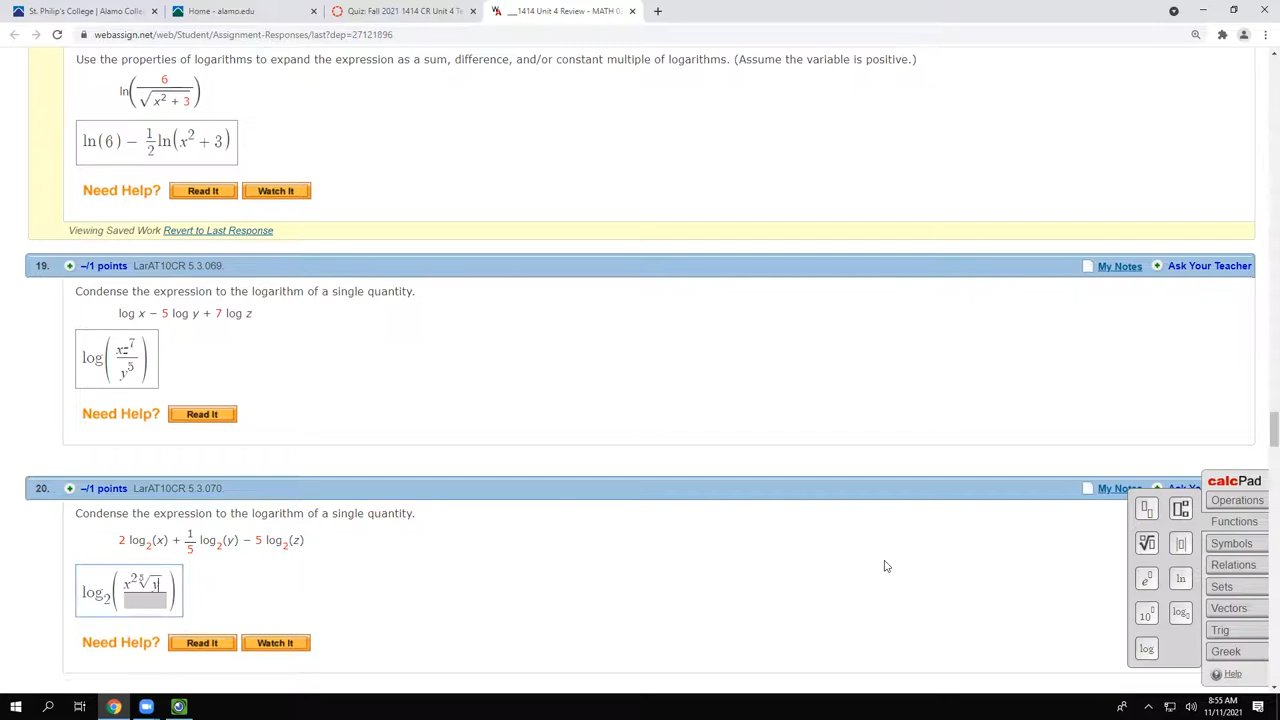 St. Philip's College | Alamo Colle
Home - alamo.edu
Quiz: Fall 2021 1414 CR Unit 4 Te
__1414 Unit 4 Review - MATH 0
webassign.net/web/Student/Assignment-Responses/last?dep=27121896
Use the properties of logarithms to expand the expression as a sum, difference, and/or constant multiple of logarithms. (Assume the variable is positive.)
ln(6/√(x² + 3))
ln(6) − 1/2 ln(x² + 3)
Need Help? Read It Watch It
Viewing Saved Work Revert to Last Response
19. –/1 points LarAT10CR 5.3.069. My Notes Ask Your Teacher
Condense the expression to the logarithm of a single quantity.
log x − 5 log y + 7 log z
log(xz⁷/y⁵)
Need Help? Read It
20. –/1 points LarAT10CR 5.3.070. My Notes Ask Yo
Condense the expression to the logarithm of a single quantity.
2 log₂(x) + 1/5 log₂(y) − 5 log₂(z)
log₂(x² ⁵√y/ )
Need Help? Read It Watch It
calcPad
Operations
Functions
Symbols
Relations
Sets
Vectors
Trig
Greek
Help
e
ln
10
log
log
8:55 AM
11/11/2021